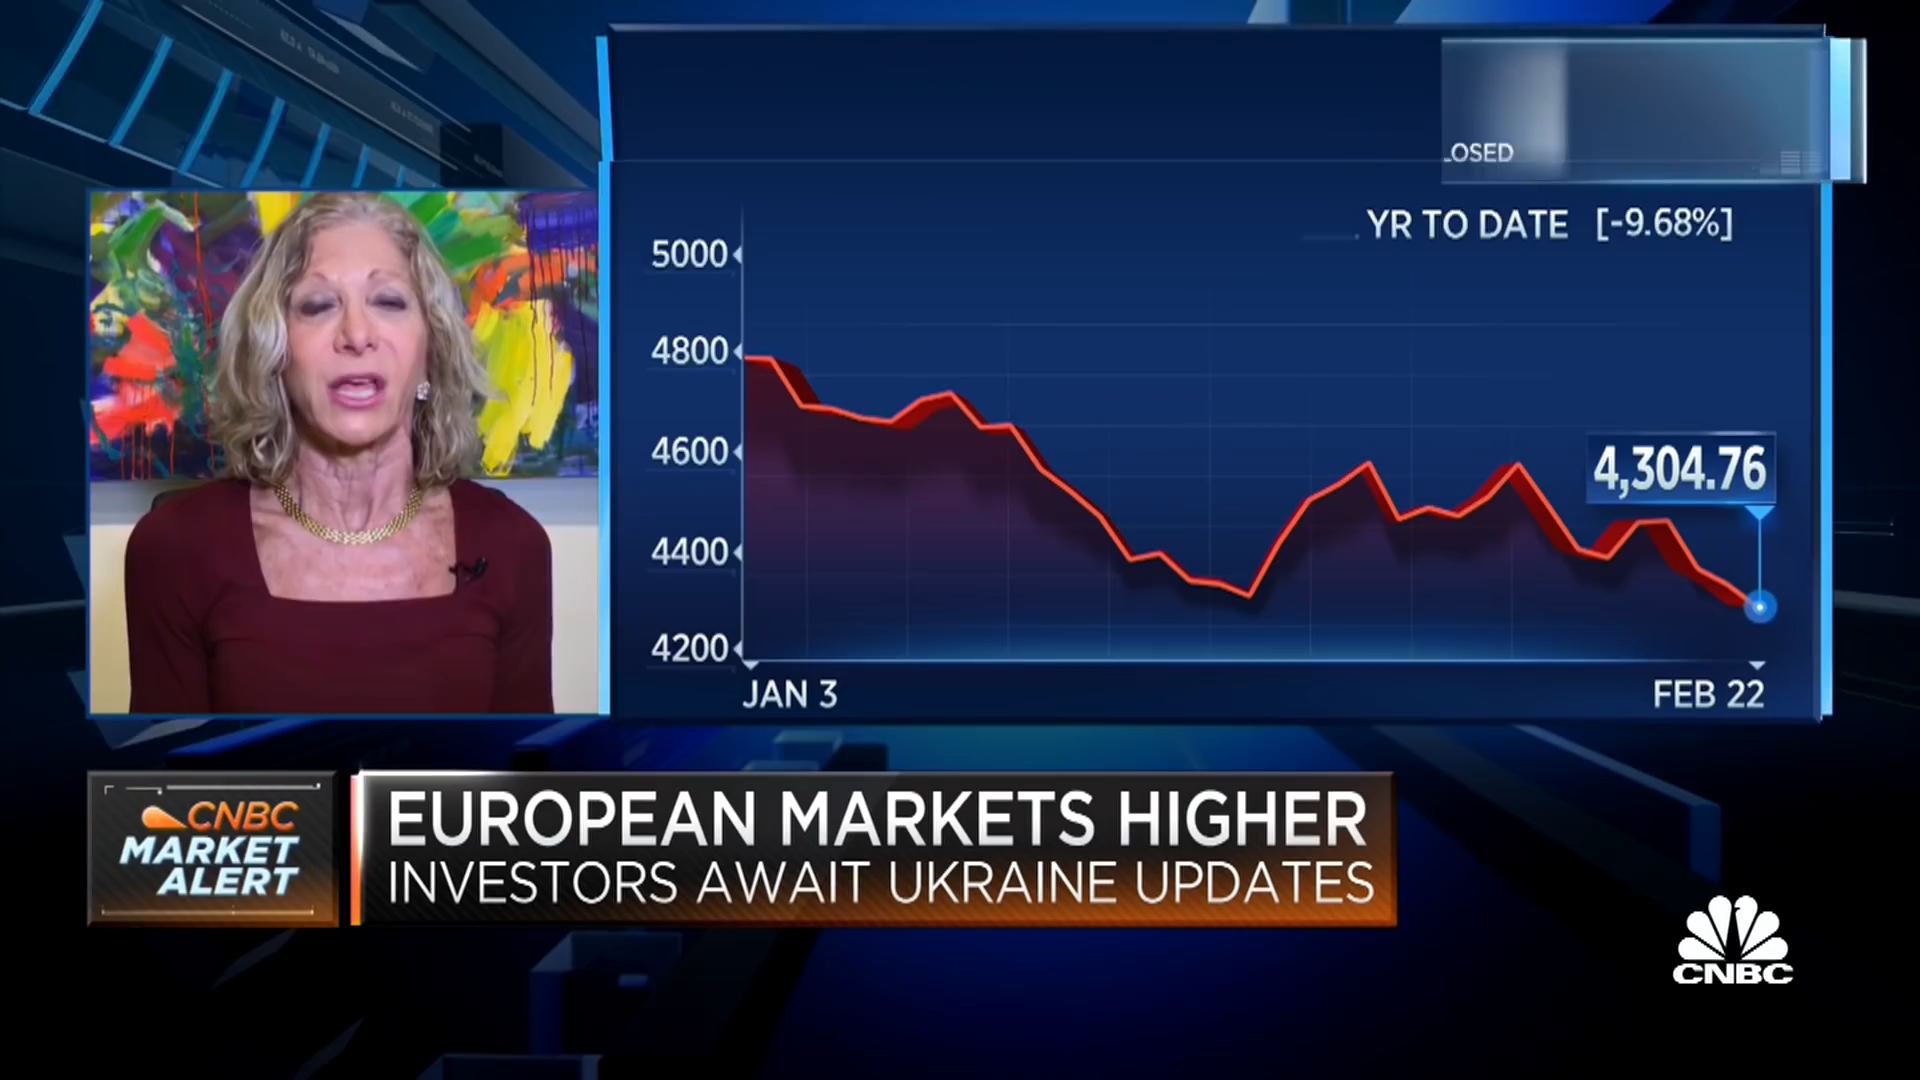 OSED
YR TO DATE [-9.68%]
5000
4800
4600
4400
4200
4,304.76
JAN 3
FEB 22
CNBC
MARKET
ALERT
EUROPEAN MARKETS HIGHER
INVESTORS AWAIT UKRAINE UPDATES
CNBC